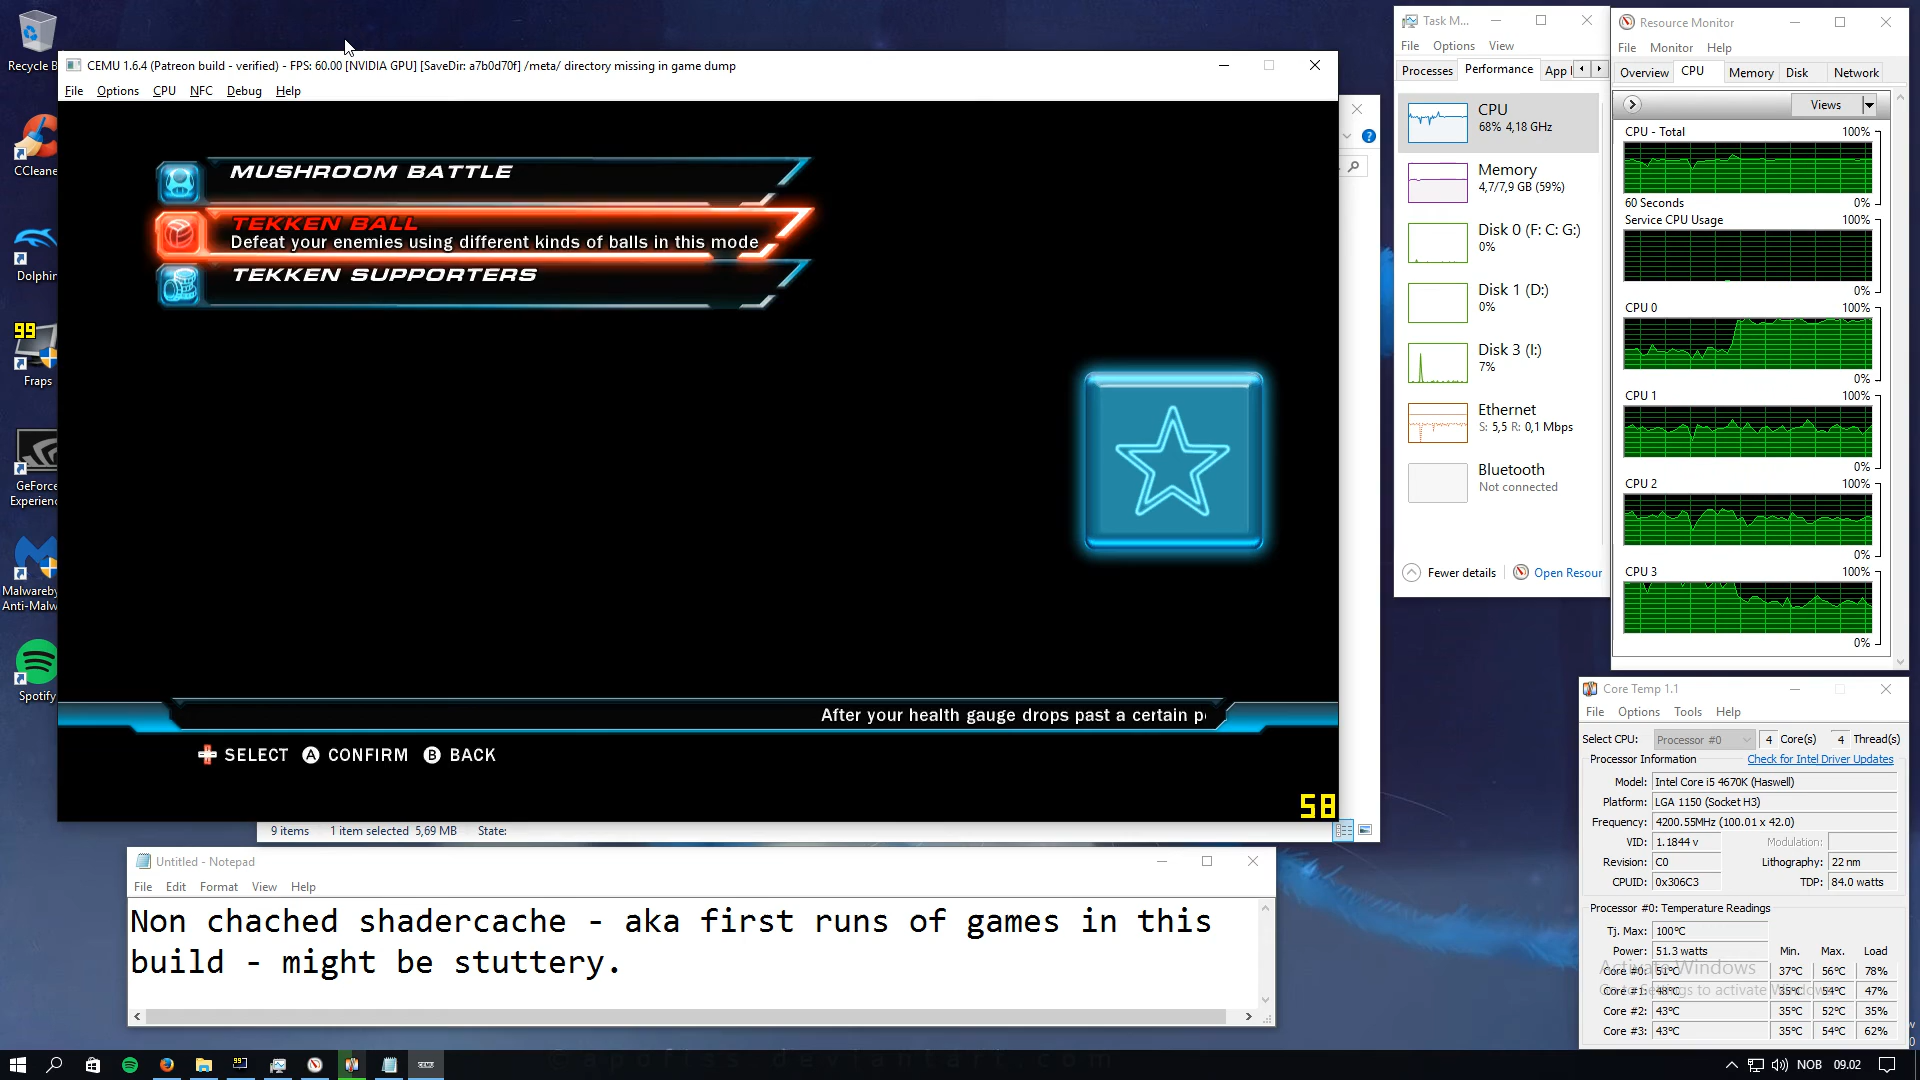 Recycle B
CCleane
Dolphin
99
Fraps
GeForce
Experienc
Malwareby
Anti-Malw
Spotify
CEMU 1.6.4 (Patreon build - verified) - FPS: 60.00 [NVIDIA GPU] [SaveDir: a7b0d70f] /meta/ directory missing in game dump
File Options CPU NFC Debug Help
MUSHROOM BATTLE
TEKKEN BALL
Defeat your enemies using different kinds of balls in this mode
TEKKEN SUPPORTERS
After your health gauge drops past a certain p
SELECT A CONFIRM B BACK
58
9 items 1 item selected 5,69 MB State:
Untitled - Notepad
File Edit Format View Help
Non chached shadercache - aka first runs of games in this
build - might be stuttery.
Task M...
File Options View
Processes Performance App
CPU
68% 4,18 GHz
Memory
4,7/7,9 GB (59%)
Disk 0 (F: C: G:)
0%
Disk 1 (D:)
0%
Disk 3 (I:)
7%
Ethernet
S: 5,5 R: 0,1 Mbps
Bluetooth
Not connected
Fewer details Open Resour
Resource Monitor
File Monitor Help
Overview CPU Memory Disk Network
Views
CPU - Total 100%
60 Seconds 0%
Service CPU Usage 100%
0%
CPU 0 100%
0%
CPU 1 100%
0%
CPU 2 100%
0%
CPU 3 100%
0%
Core Temp 1.1
File Options Tools Help
Select CPU: Processor #0 4 Core(s) 4 Thread(s)
Processor Information Check for Intel Driver Updates
Model: Intel Core i5 4670K (Haswell)
Platform: LGA 1150 (Socket H3)
Frequency: 4200.55MHz (100.01 x 42.0)
VID: 1.1844 v Modulation:
Revision: C0 Lithography: 22 nm
CPUID: 0x306C3 TDP: 84.0 watts
Processor #0: Temperature Readings
Tj. Max: 100°C
Power: 51.3 watts Min. Max. Load
Activate Windows
Core #0: 51°C 37°C 56°C 78%
Core #1: 48°C 35°C 54°C 47%
Core #2: 43°C 35°C 52°C 35%
Core #3: 43°C 35°C 54°C 62%
©apofiss deviantart.com
NOB 09.02